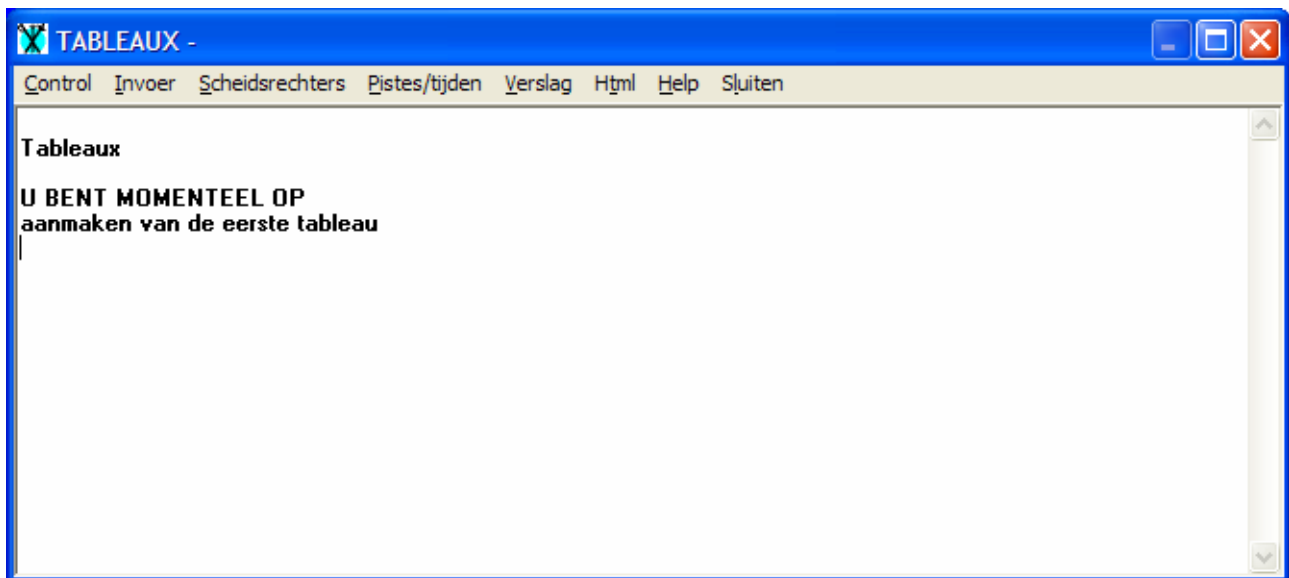 TABLEAUX -
Control Invoer Scheidsrechters Pistes/tijden Verslag Html Help Sluiten
Tableaux
U BENT MOMENTEEL OP
aanmaken van de eerste tableau